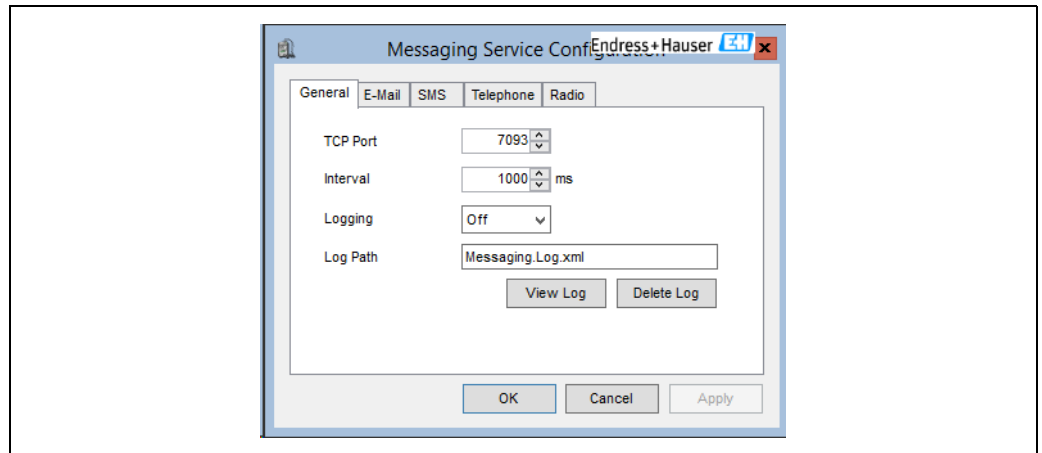 Messaging Service Configuration
Endress+Hauser EH
General E-Mail SMS Telephone Radio
TCP Port 7093
Interval 1000 ms
Logging Off
Log Path Messaging.Log.xml
View Log Delete Log
OK Cancel Apply